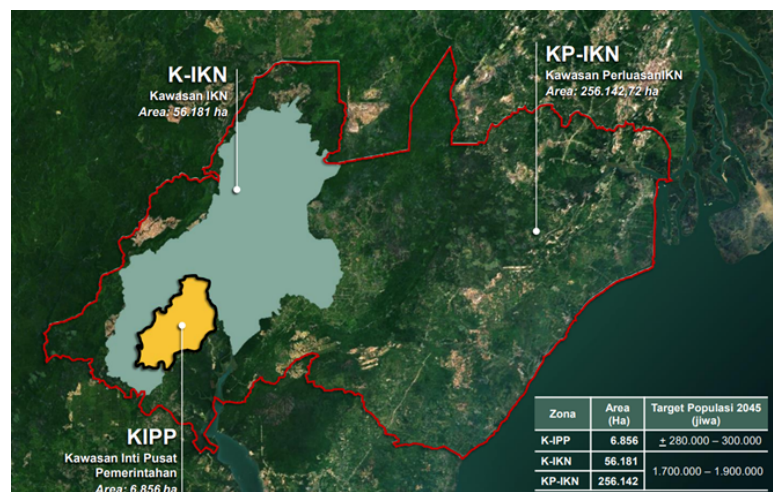 K-IKN
Kawasan IKN
Area: 56.181 ha
KP-IKN
Kawasan PerluasanIKN
Area: 256.142,72 ha
KIPP
Kawasan Inti Pusat
Pemerintahan
Area: 6.856 ha
Zona Area (Ha) Target Populasi 2045 (jiwa)
K-IPP 6.856 ± 280.000 – 300.000
K-IKN 56.181 1.700.000 – 1.900.000
KP-IKN 256.142